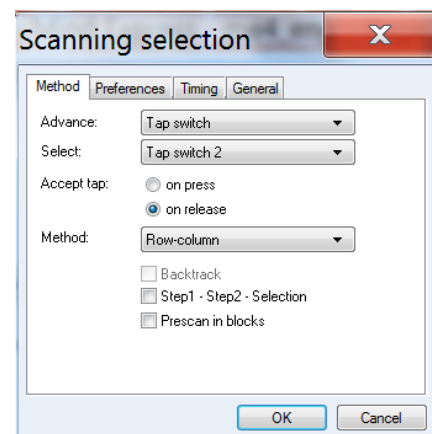 Scanning selection
Method Preferences Timing General
Advance: Tap switch
Select: Tap switch 2
Accept tap: on press
on release
Method: Row-column
Backtrack
Step1 - Step2 - Selection
Prescan in blocks
OK Cancel